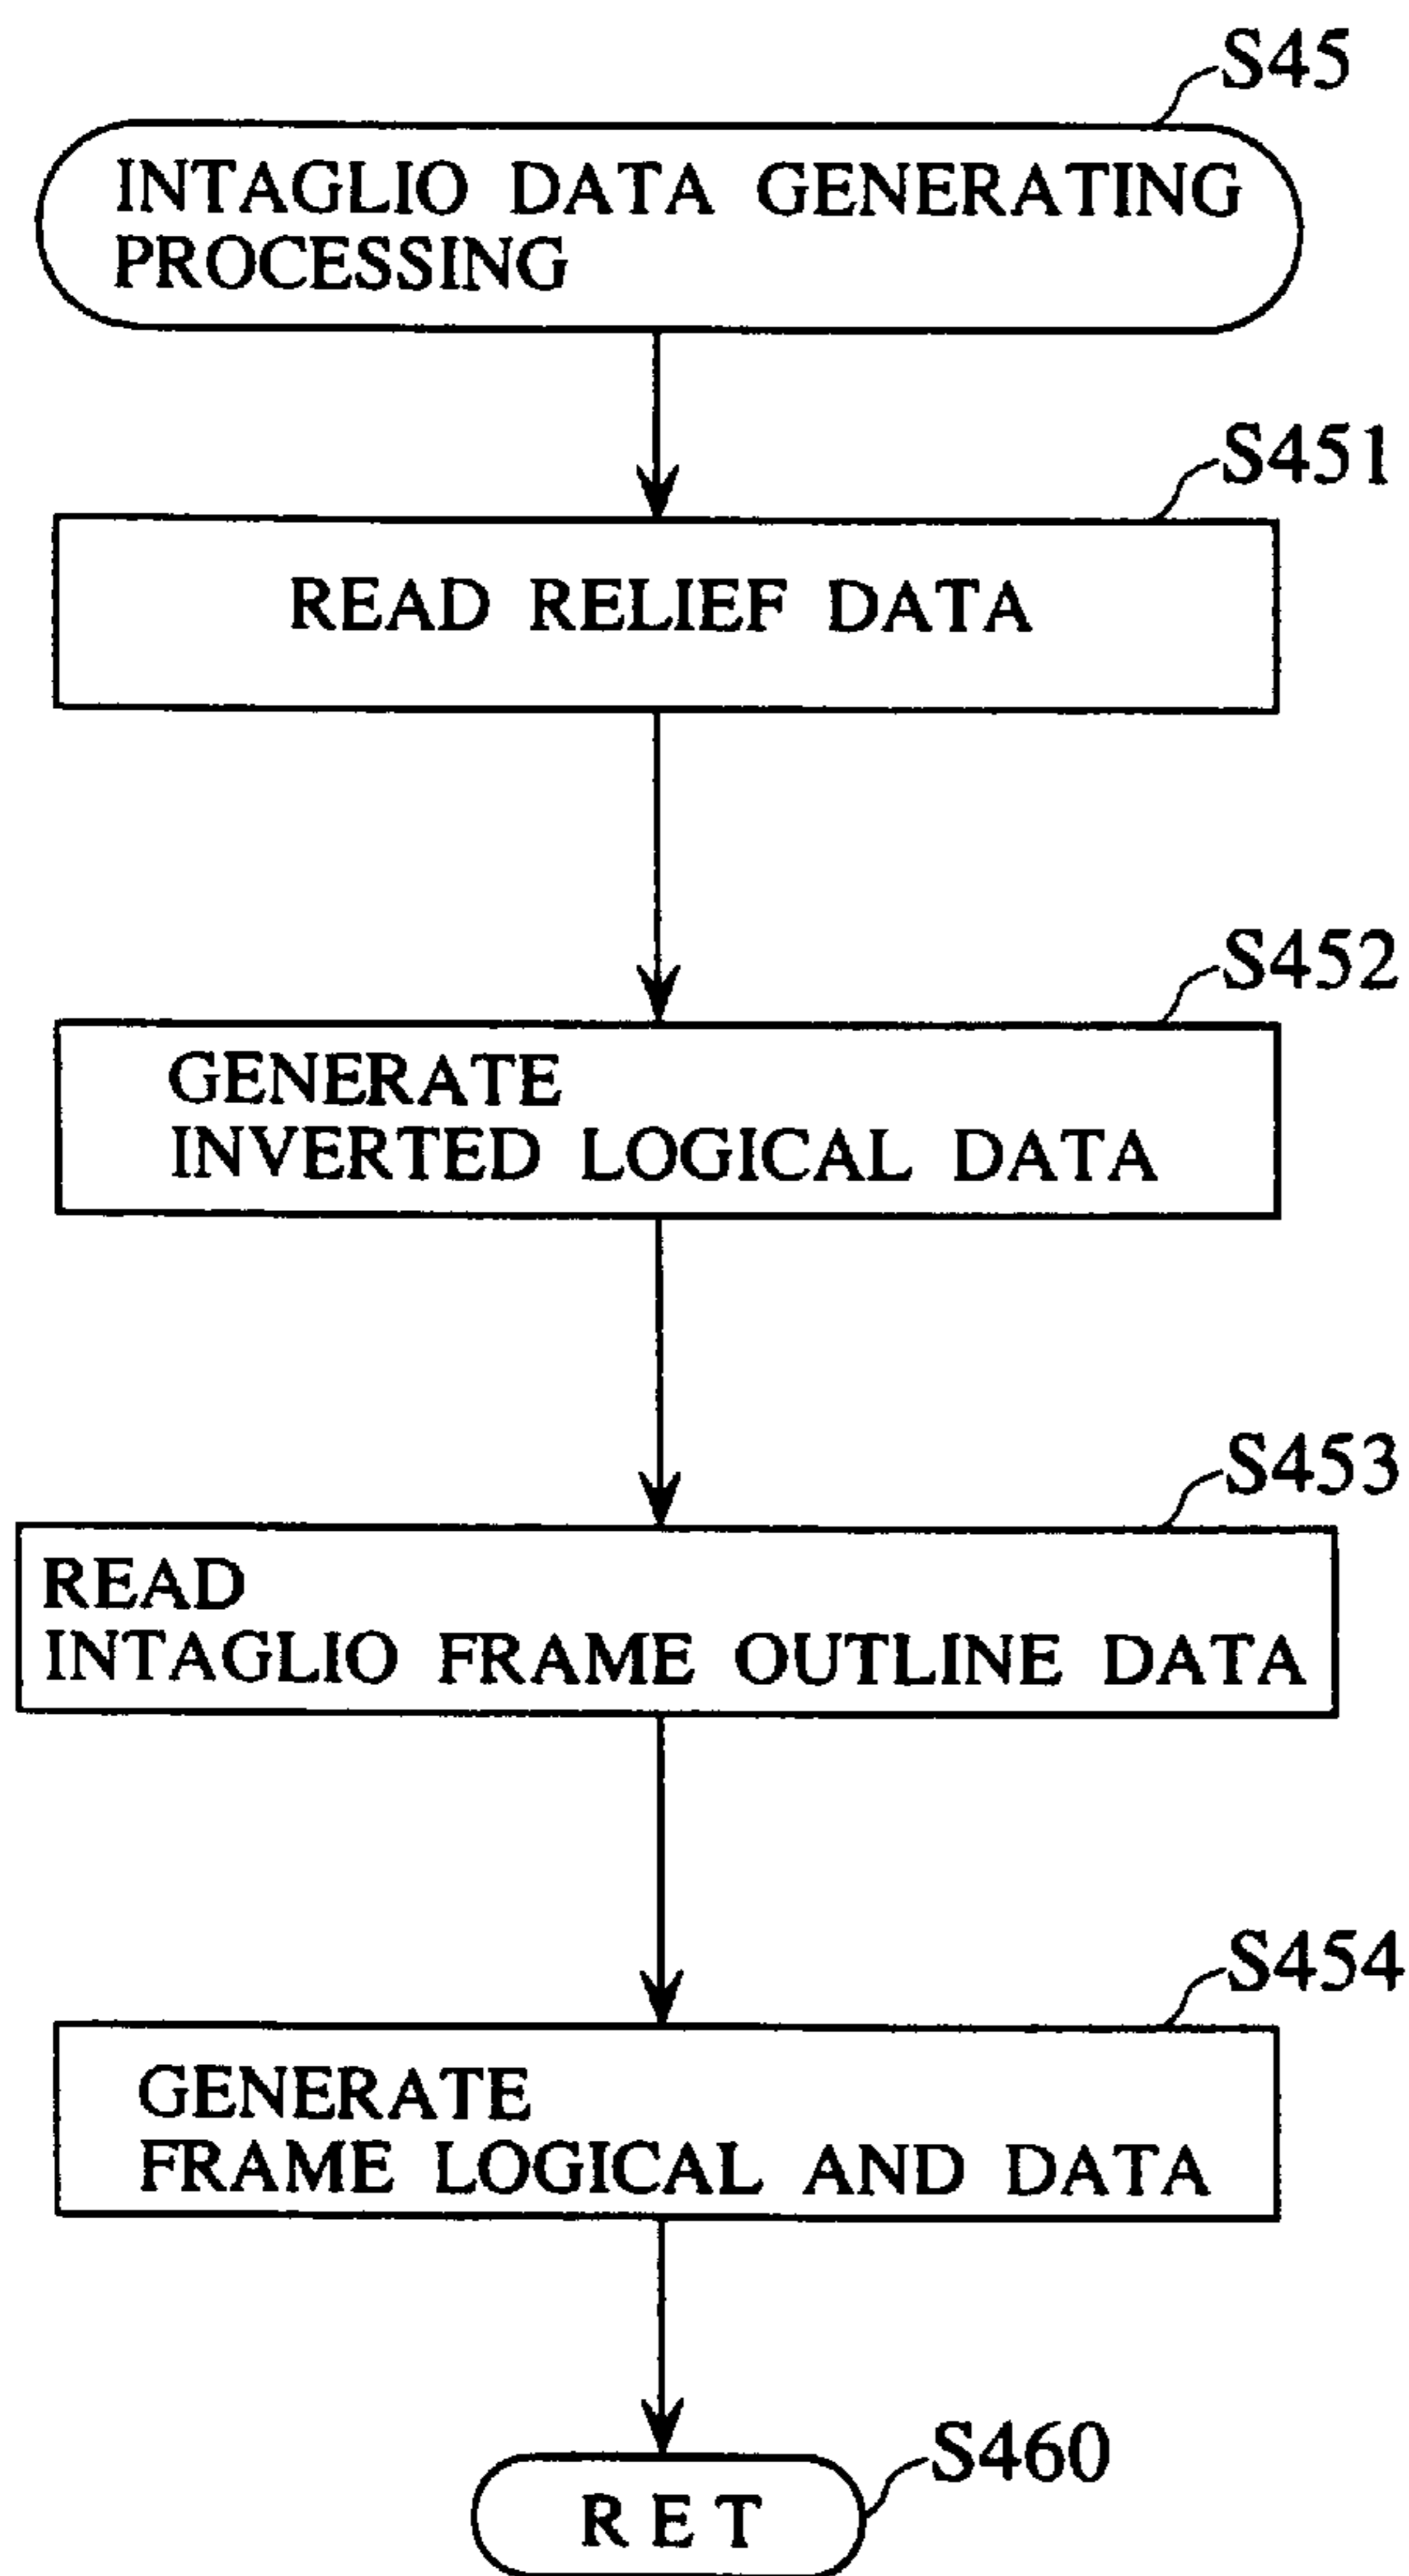 S45
INTAGLIO DATA GENERATING
PROCESSING
S451
READ RELIEF DATA
S452
GENERATE
INVERTED LOGICAL DATA
S453
READ
INTAGLIO FRAME OUTLINE DATA
S454
GENERATE
FRAME LOGICAL AND DATA
S460
RET